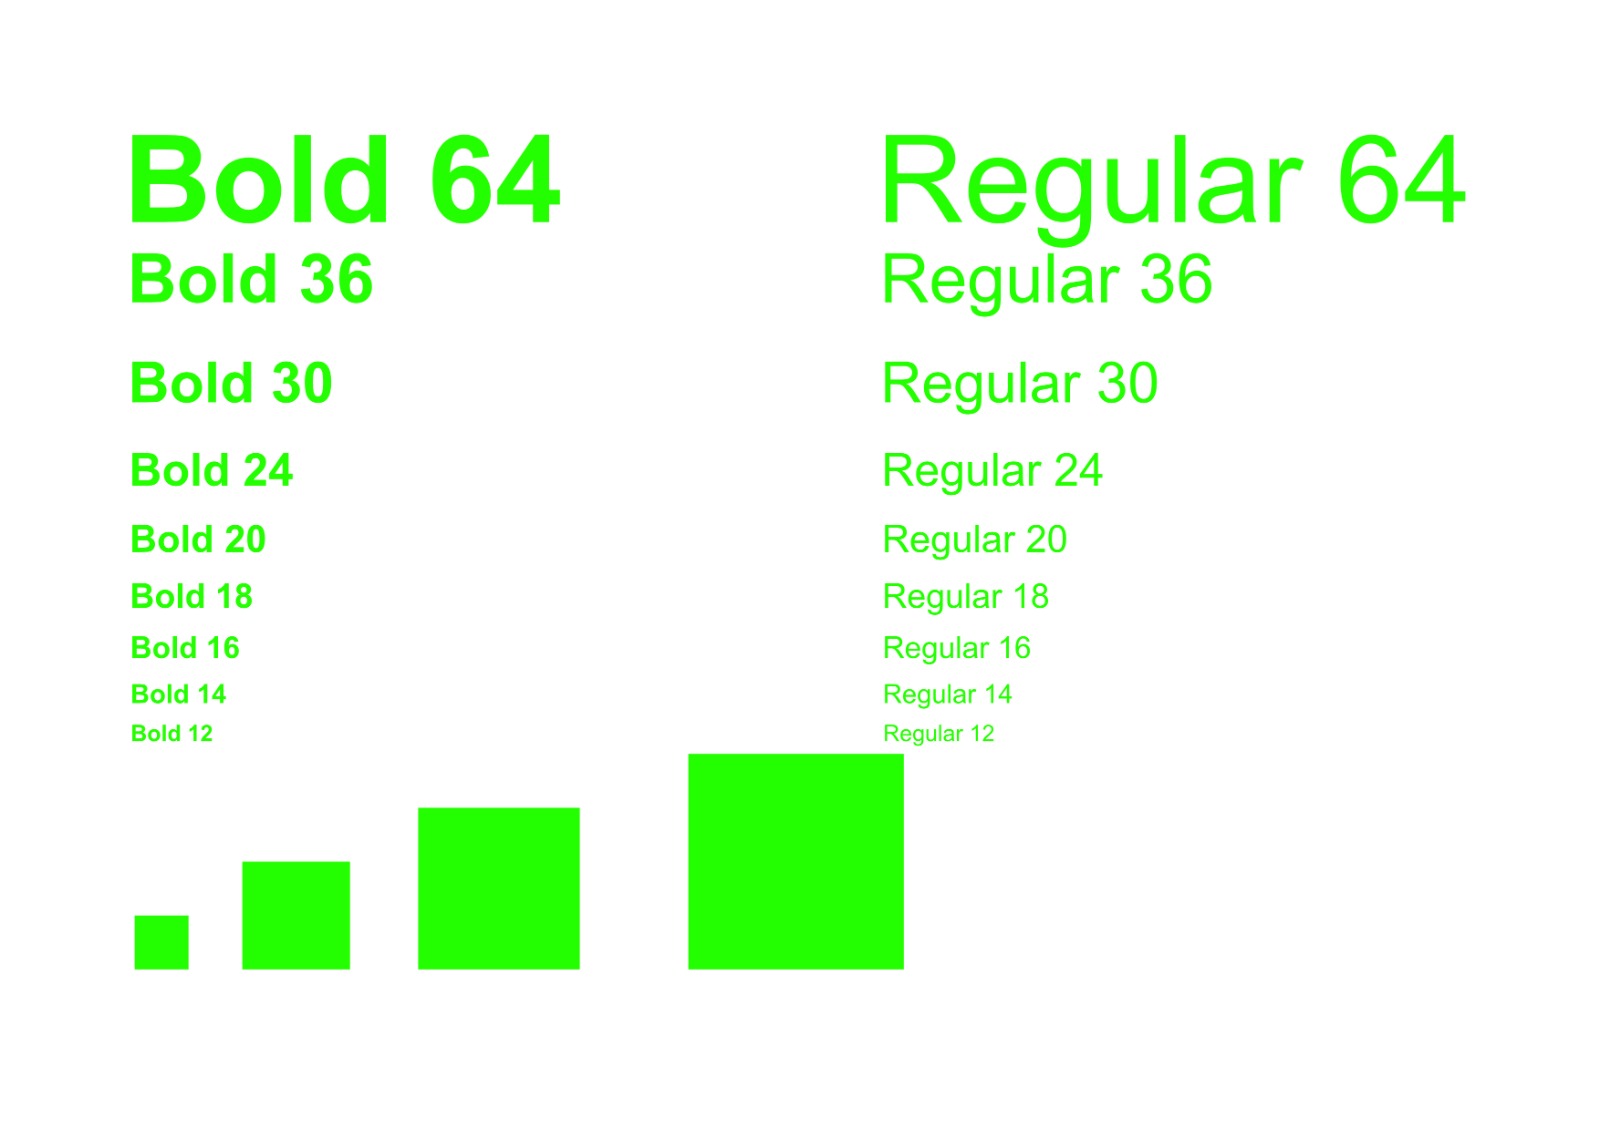 Bold 64
Bold 36
Bold 30
Bold 24
Bold 20
Bold 18
Bold 16
Bold 14
Bold 12
Regular 64
Regular 36
Regular 30
Regular 24
Regular 20
Regular 18
Regular 16
Regular 14
Regular 12